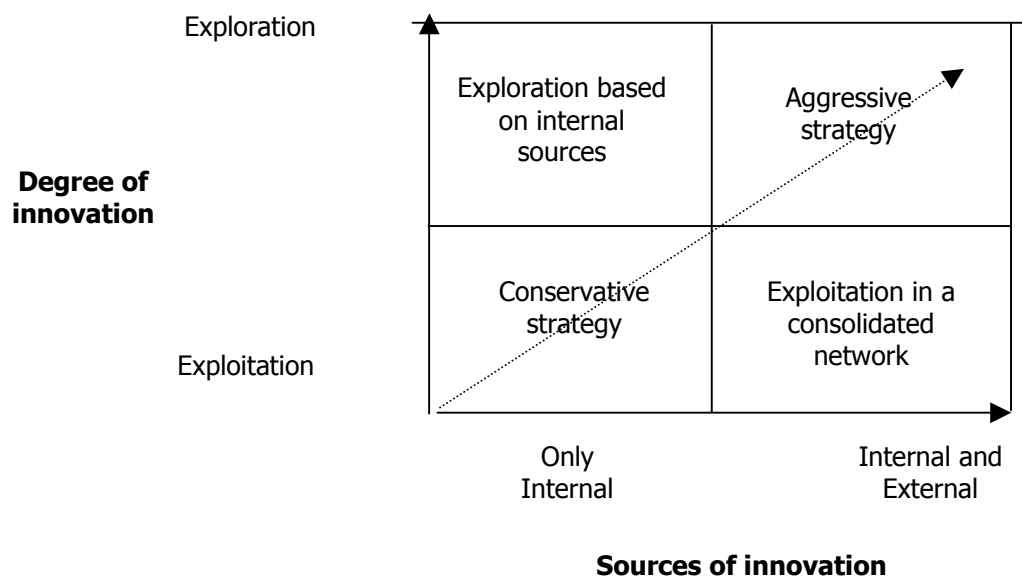 Exploration
Exploration based
on internal
sources
Aggressive
strategy
Degree of
innovation
Conservative
strategy
Exploitation in a
consolidated
network
Exploitation
Only
Internal
Internal and
External
Sources of innovation